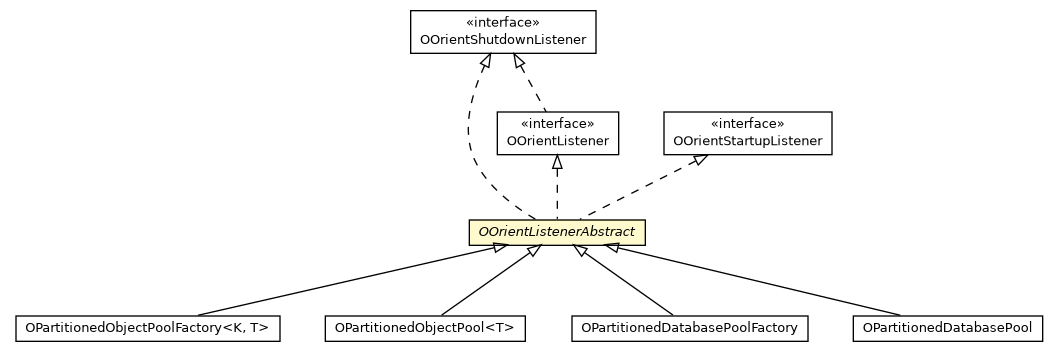 «interface»
OOrientShutdownListener
«interface»
OOrientListener
«interface»
OOrientStartupListener
OOrientListenerAbstract
OPartitionedObjectPoolFactory<K, T>
OPartitionedObjectPool<T>
OPartitionedDatabasePoolFactory
OPartitionedDatabasePool